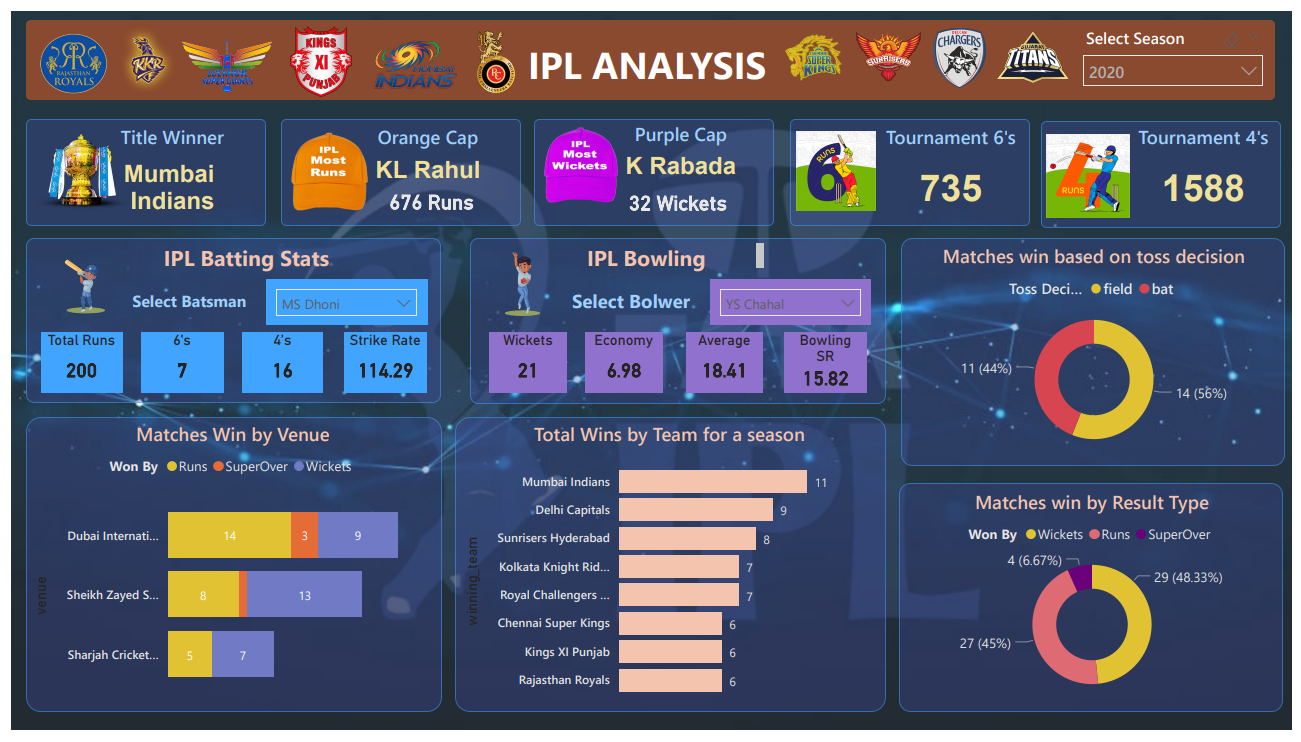 RAJASTHAN
ROYALS
KKR
KINGS
XI
PUNJAB
MUMBAI
INDIANS
IPL ANALYSIS
SUPER
KINGS
SUNRISERS
DECCAN
CHARGERS
GUJARAT
TITANS
Select Season
2020
Title Winner
Mumbai
Indians
IPL
Most
Runs
Orange Cap
KL Rahul
676 Runs
IPL
Most
Wickets
Purple Cap
K Rabada
32 Wickets
RUNS
6
Tournament 6's
735
4
RUNS
Tournament 4's
1588
IPL Batting Stats
Select Batsman
MS Dhoni
Total Runs
200
6's
7
4's
16
Strike Rate
114.29
IPL Bowling
Select Bolwer
YS Chahal
Wickets
21
Economy
6.98
Average
18.41
Bowling
SR
15.82
Matches win based on toss decision
Toss Deci... field bat
11 (44%)
14 (56%)
Matches Win by Venue
Won By Runs SuperOver Wickets
venue
Dubai Internati... 14 3 9
Sheikh Zayed S... 8 13
Sharjah Cricket... 5 7
Total Wins by Team for a season
winning_team
Mumbai Indians 11
Delhi Capitals 9
Sunrisers Hyderabad 8
Kolkata Knight Rid... 7
Royal Challengers ... 7
Chennai Super Kings 6
Kings XI Punjab 6
Rajasthan Royals 6
Matches win by Result Type
Won By Wickets Runs SuperOver
4 (6.67%)
29 (48.33%)
27 (45%)
IPL